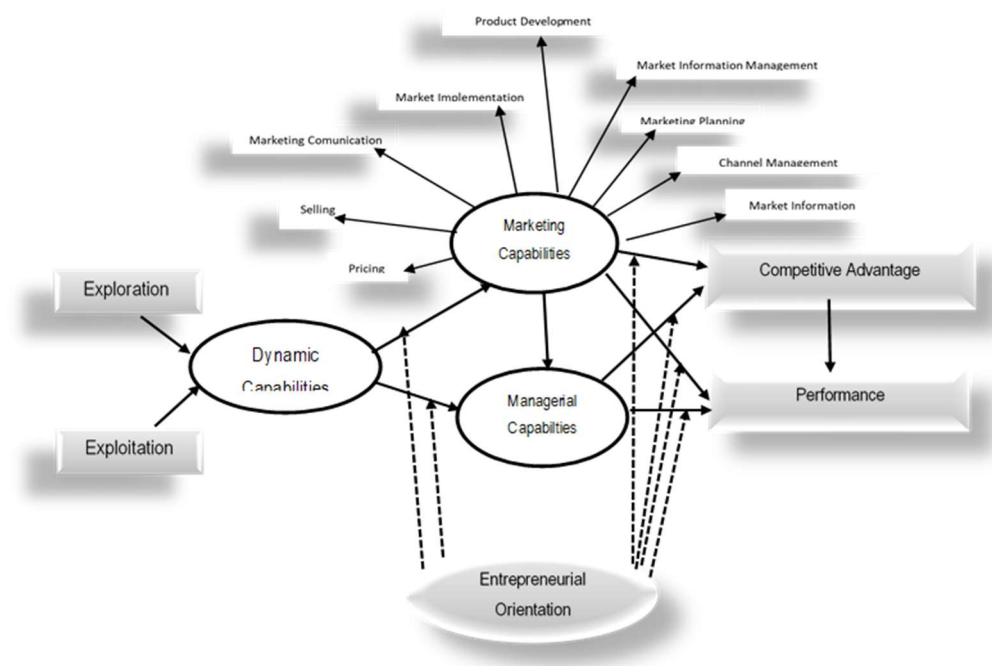 Product Development
Market Information Management
Market Implementation
Marketing Planning
Marketing Comunication
Channel Management
Selling
Market Information
Marketing
Capabilities
Pricing
Competitive Advantage
Exploration
Dynamic
Capabilities
Performance
Managerial
Capabilties
Exploitation
Entrepreneurial
Orientation